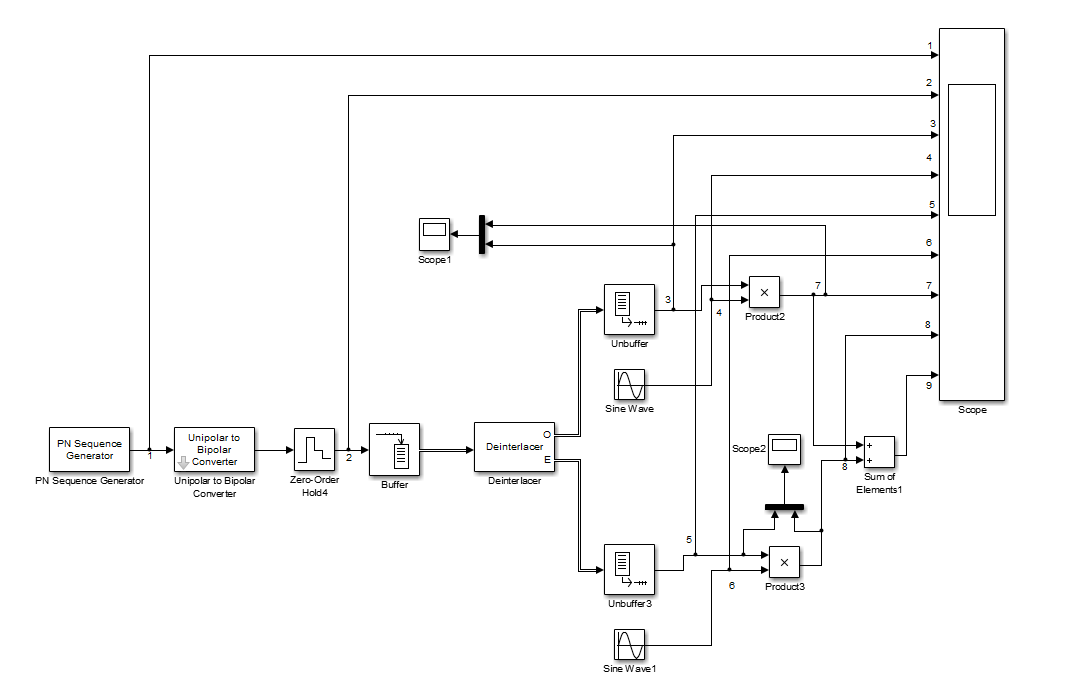 1
2
3
4
5
6
7
8
9
Scope
Scope1
3
Unbuffer
4
×
Product2
7
Sine Wave
PN Sequence
Generator
PN Sequence Generator
1
Unipolar to
Bipolar
Converter
Unipolar to Bipolar
Converter
Zero-Order
Hold4
2
Buffer
Deinterlacer
O
E
Deinterlacer
Scope2
+
+
8
Sum of
Elements1
5
Unbuffer3
6
×
Product3
Sine Wave1